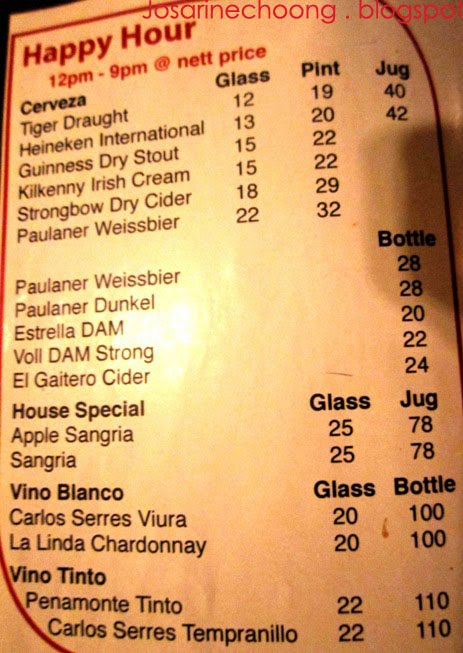 Josarinechoong . blogspot
Happy Hour
12pm - 9pm @ nett price
Cerveza Glass Pint Jug
Tiger Draught 12 19 40
Heineken International 13 20 42
Guinness Dry Stout 15 22
Kilkenny Irish Cream 15 22
Strongbow Dry Cider 18 29
Paulaner Weissbier 22 32
Bottle
Paulaner Weissbier 28
Paulaner Dunkel 28
Estrella DAM 20
Voll DAM Strong 22
El Gaitero Cider 24
House Special Glass Jug
Apple Sangria 25 78
Sangria 25 78
Vino Blanco Glass Bottle
Carlos Serres Viura 20 100
La Linda Chardonnay 20 100
Vino Tinto
Penamonte Tinto 22 110
Carlos Serres Tempranillo 22 110